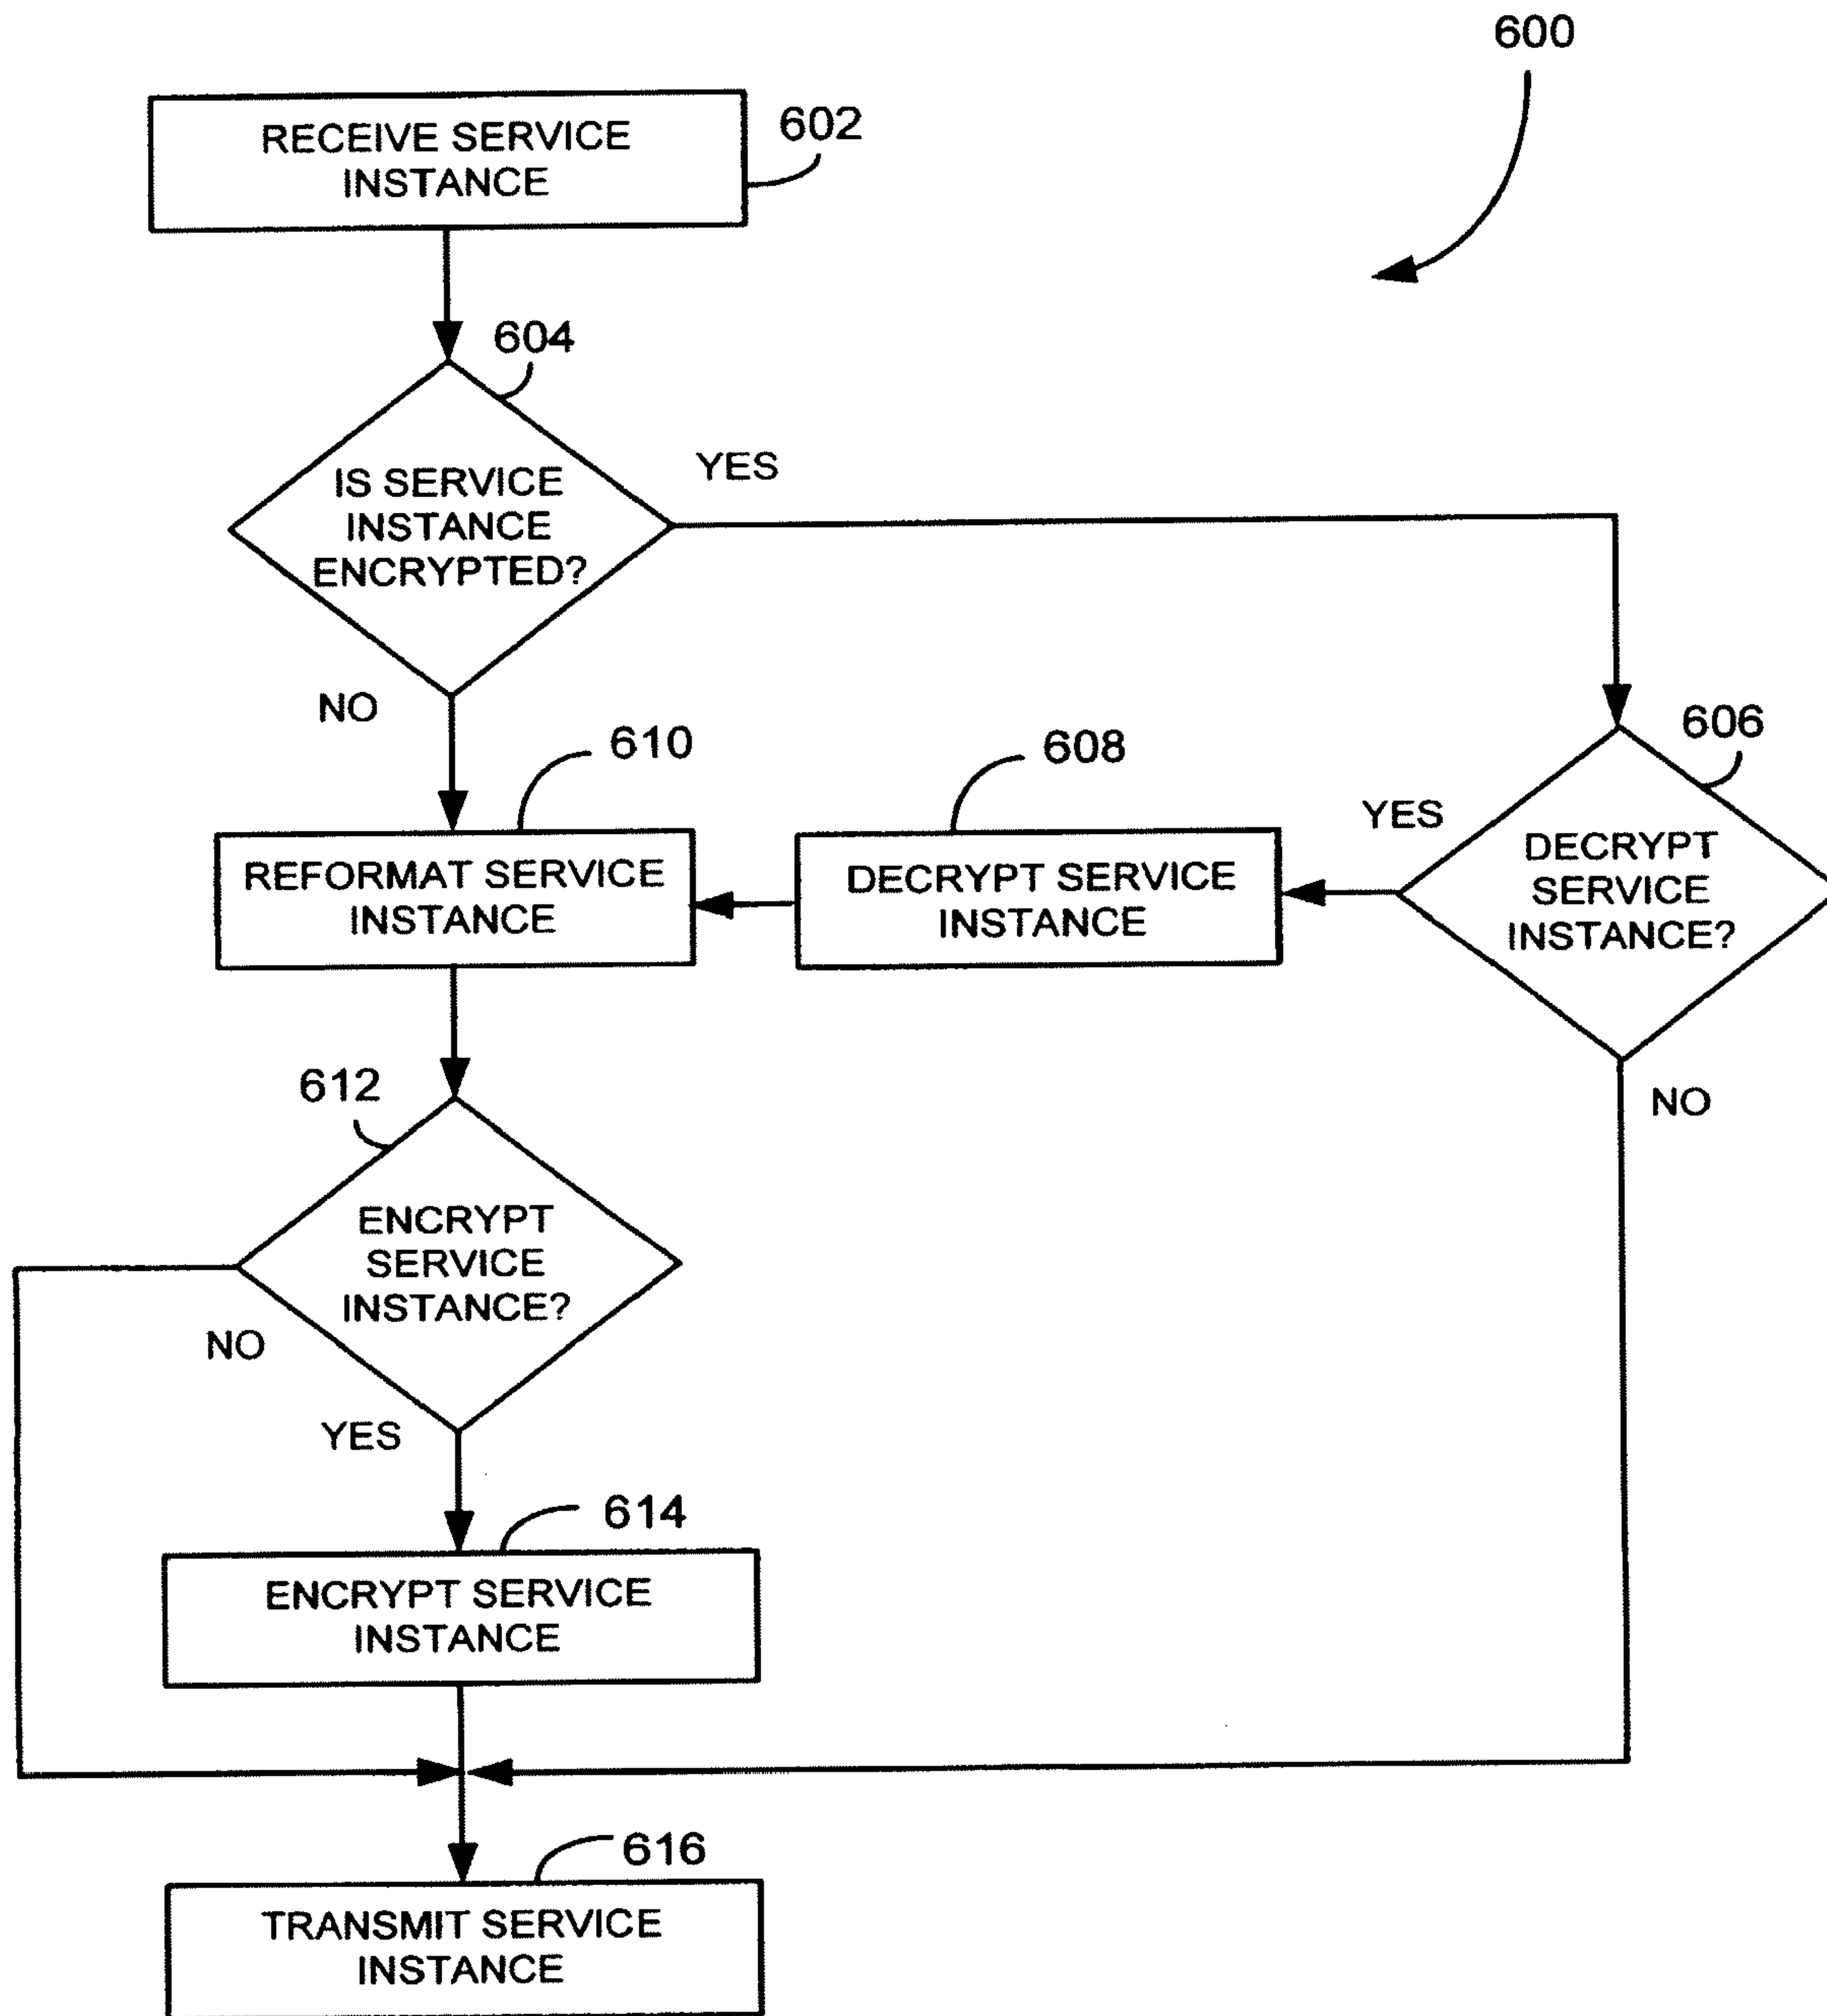 600
RECEIVE SERVICE
INSTANCE
602
604
IS SERVICE
INSTANCE
ENCRYPTED?
YES
NO
610
608
606
REFORMAT SERVICE
INSTANCE
DECRYPT SERVICE
INSTANCE
YES
DECRYPT
SERVICE
INSTANCE?
NO
612
ENCRYPT
SERVICE
INSTANCE?
NO
YES
614
ENCRYPT SERVICE
INSTANCE
616
TRANSMIT SERVICE
INSTANCE